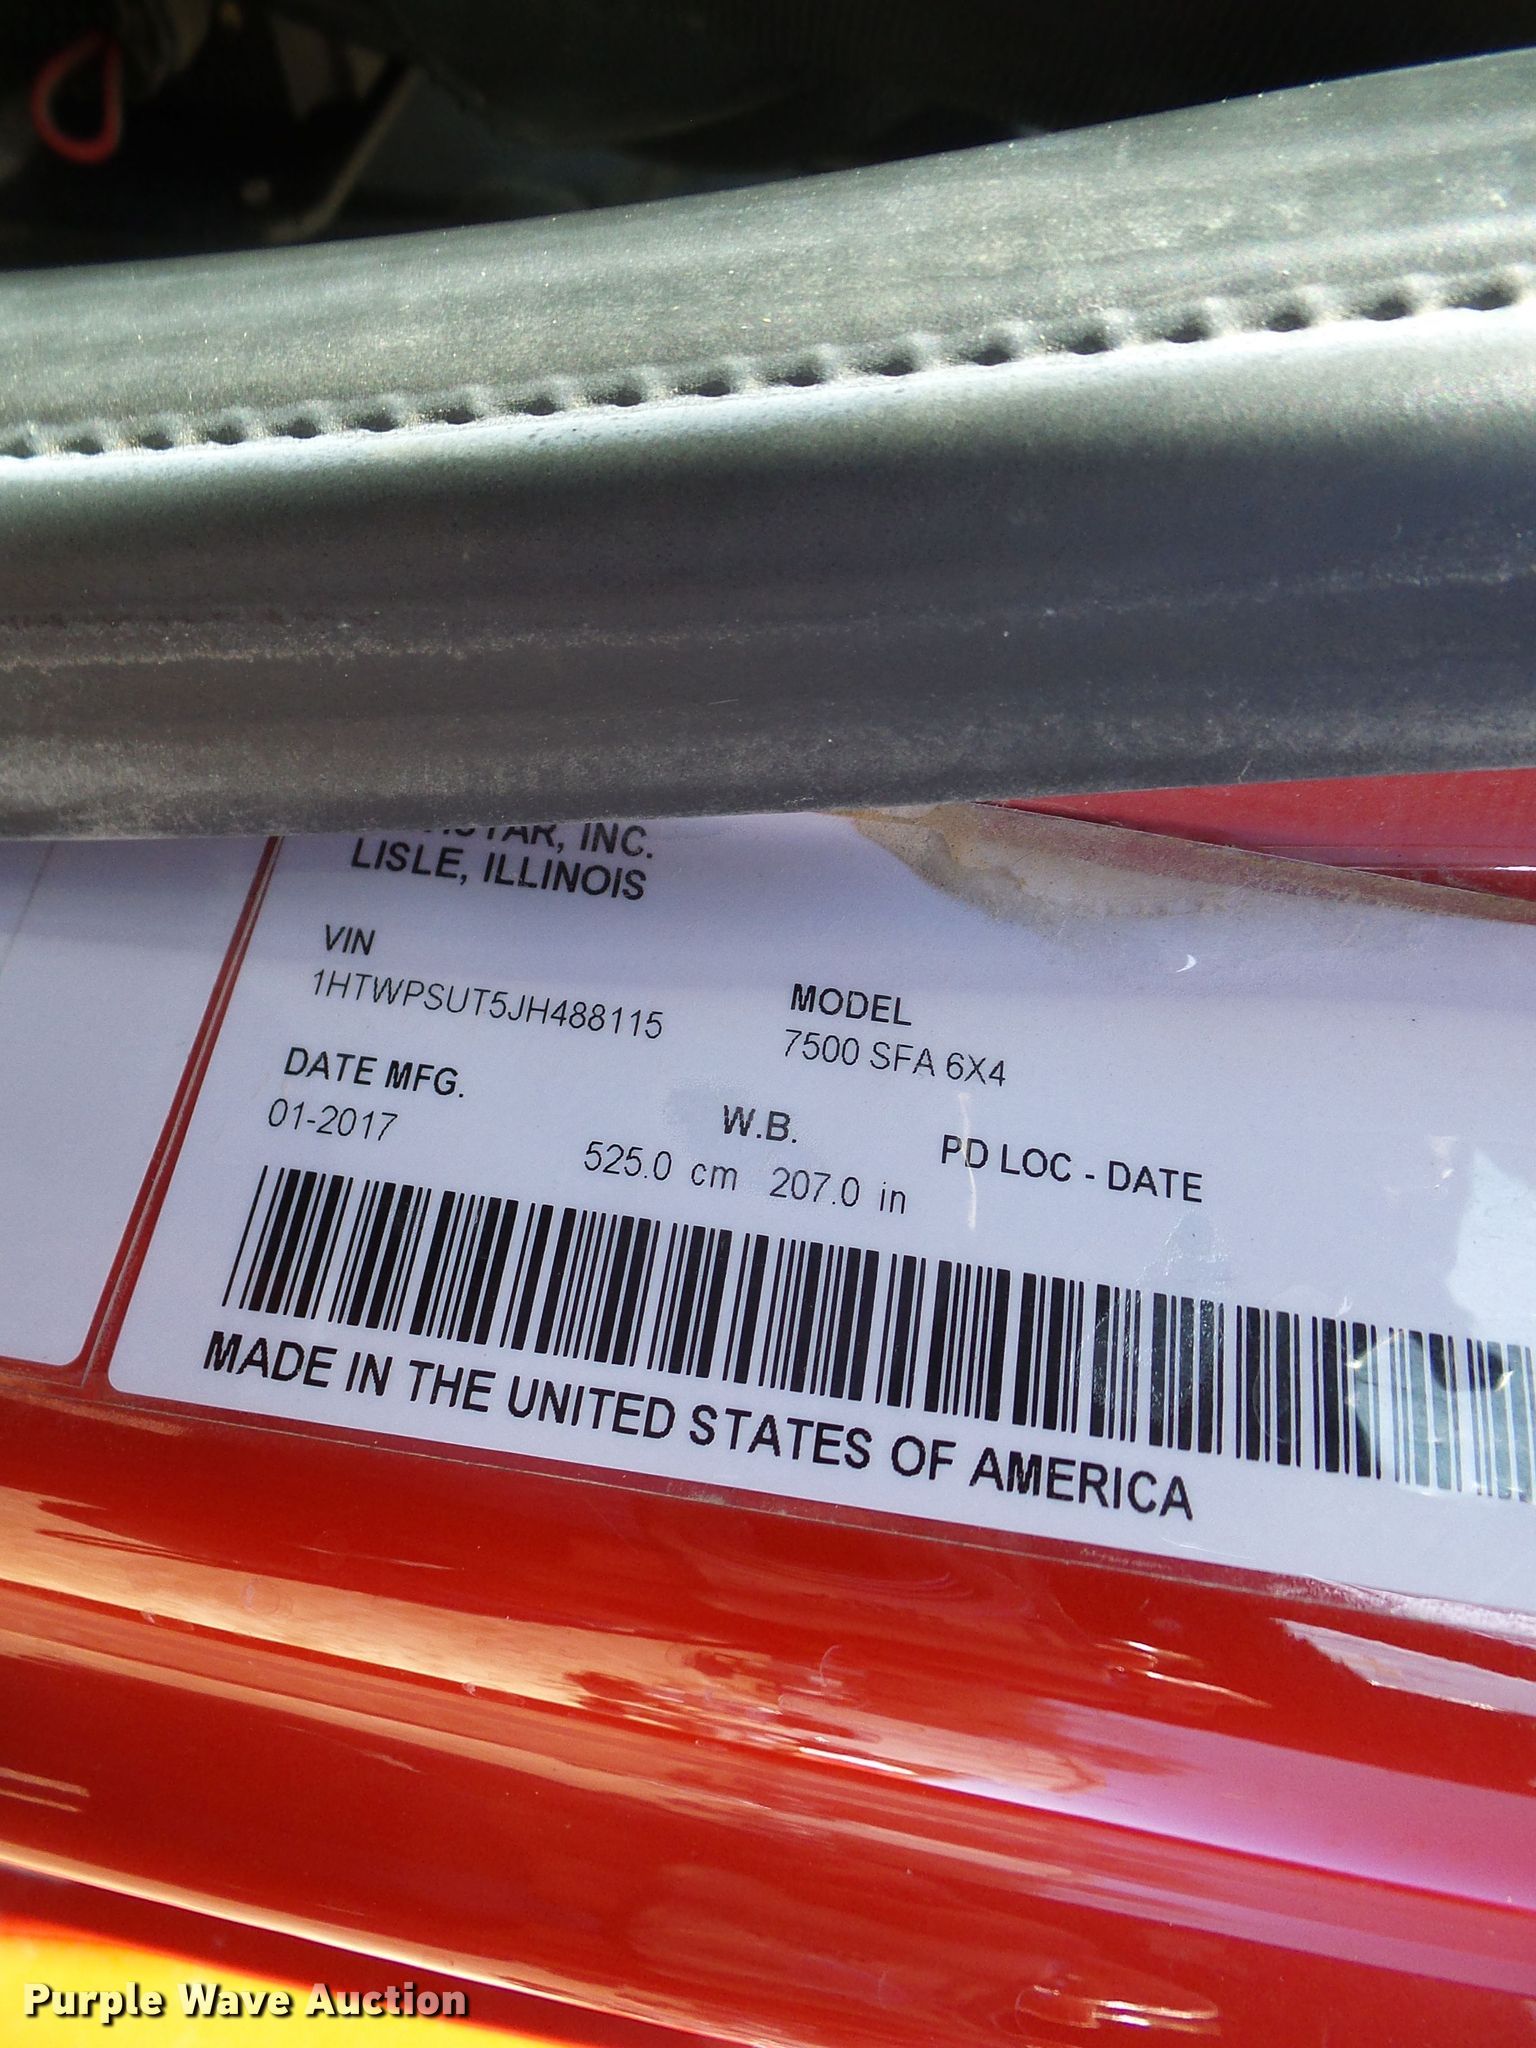 INC.
LISLE, ILLINOIS
VIN
1HTWPSUT5JH488115
MODEL
7500 SFA 6X4
DATE MFG.
01-2017
W.B.
525.0 cm 207.0 in
PD LOC - DATE
MADE IN THE UNITED STATES OF AMERICA
Purple Wave Auction